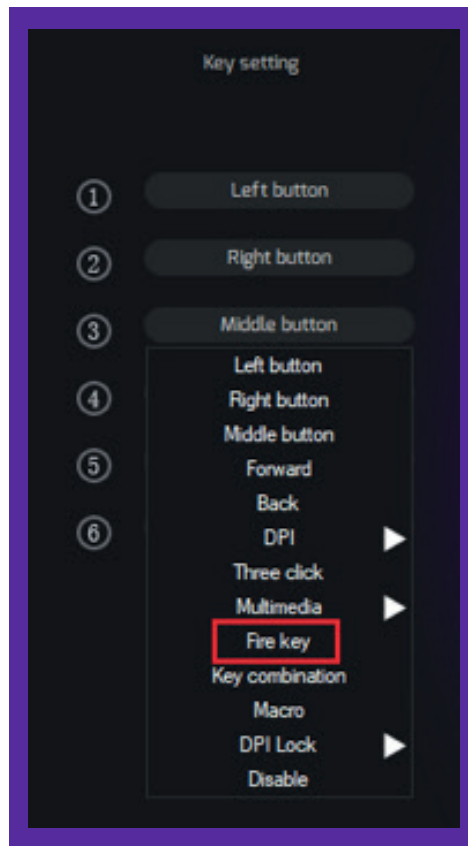 Key setting
① Left button
② Right button
③ Middle button
Left button
④ Right button
Middle button
⑤ Forward
Back
⑥ DPI ▶
Three click
Multimedia ▶
Fire key
Key combination
Macro
DPI Lock ▶
Disable